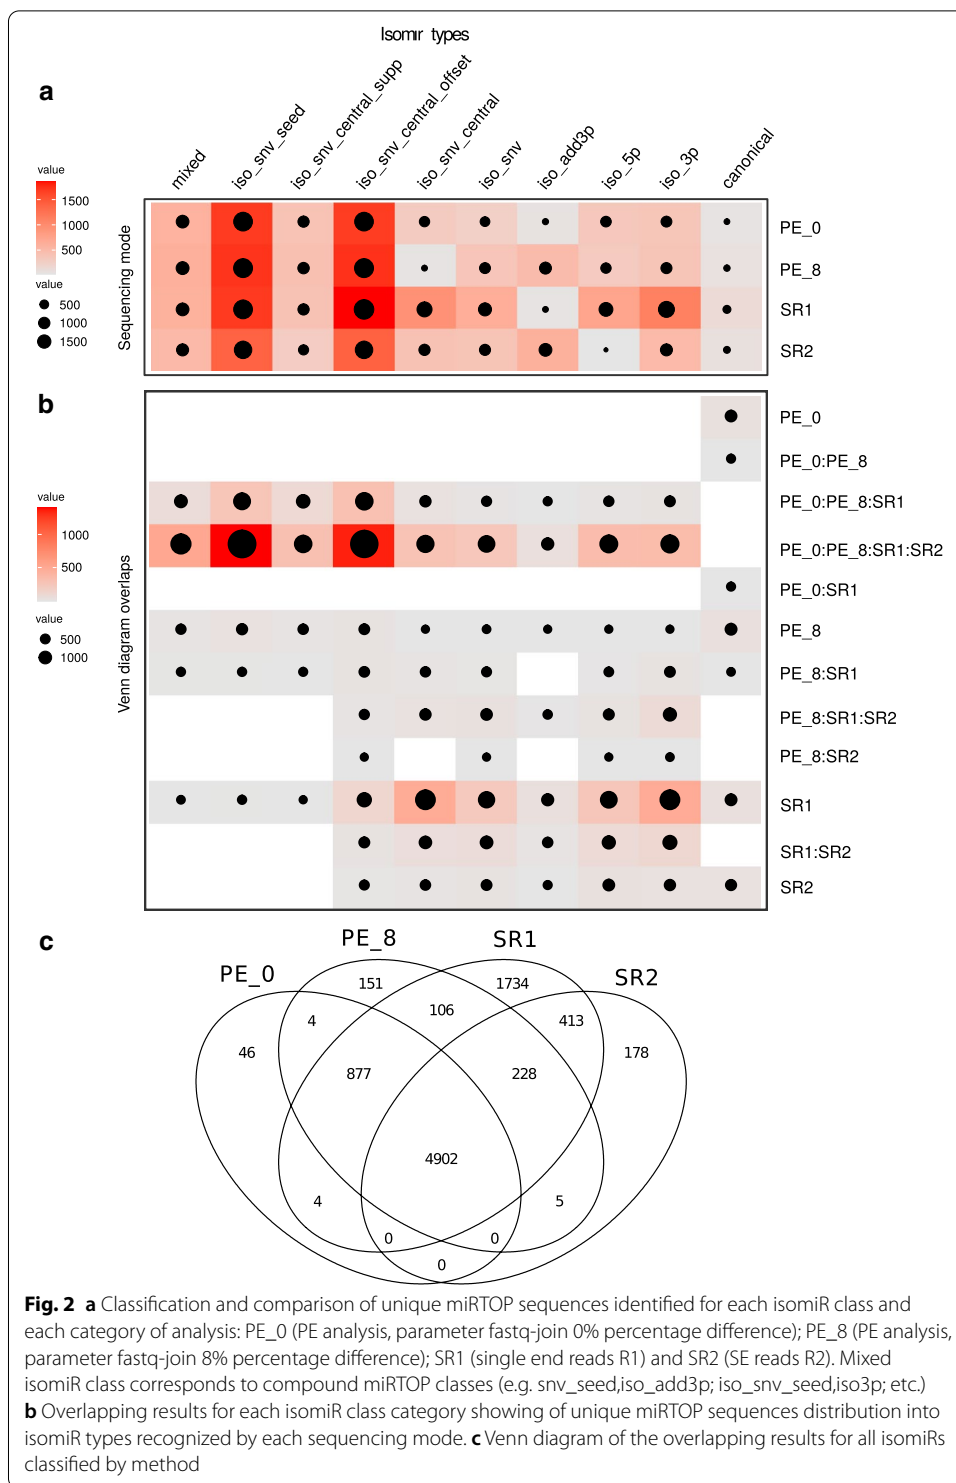 Isomir types
a
mixed
iso_snv_seed
iso_snv_central_supp
iso_snv_central_offset
iso_snv_central
iso_snv
iso_add3p
iso_5p
iso_3p
canonical
value
1500
1000
500
value
500
1000
1500
Sequencing mode
PE_0
PE_8
SR1
SR2
b
value
1000
500
value
500
1000
Venn diagram overlaps
PE_0
PE_0:PE_8
PE_0:PE_8:SR1
PE_0:PE_8:SR1:SR2
PE_0:SR1
PE_8
PE_8:SR1
PE_8:SR1:SR2
PE_8:SR2
SR1
SR1:SR2
SR2
c
PE_8
SR1
PE_0
SR2
151
1734
4
106
413
46
178
877
228
4902
4
5
0
0
0
Fig. 2 a Classification and comparison of unique miRTOP sequences identified for each isomiR class and
each category of analysis: PE_0 (PE analysis, parameter fastq-join 0% percentage difference); PE_8 (PE analysis,
parameter fastq-join 8% percentage difference); SR1 (single end reads R1) and SR2 (SE reads R2). Mixed
isomiR class corresponds to compound miRTOP classes (e.g. snv_seed,iso_add3p; iso_snv_seed,iso3p; etc.)
b Overlapping results for each isomiR class category showing of unique miRTOP sequences distribution into
isomiR types recognized by each sequencing mode. c Venn diagram of the overlapping results for all isomiRs
classified by method